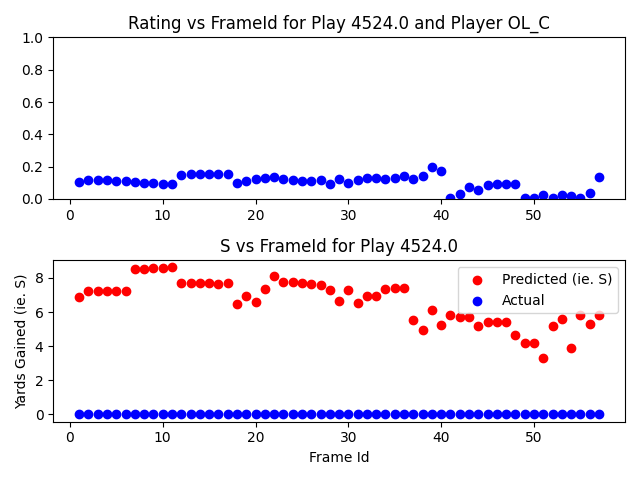 Rating vs FrameId for Play 4524.0 and Player OL_C
1.0
0.8
0.6
0.4
0.2
0.0
0 10 20 30 40 50
S vs FrameId for Play 4524.0
Yards Gained (ie. S)
8
6
4
2
0
Predicted (ie. S)
Actual
0 10 20 30 40 50
Frame Id